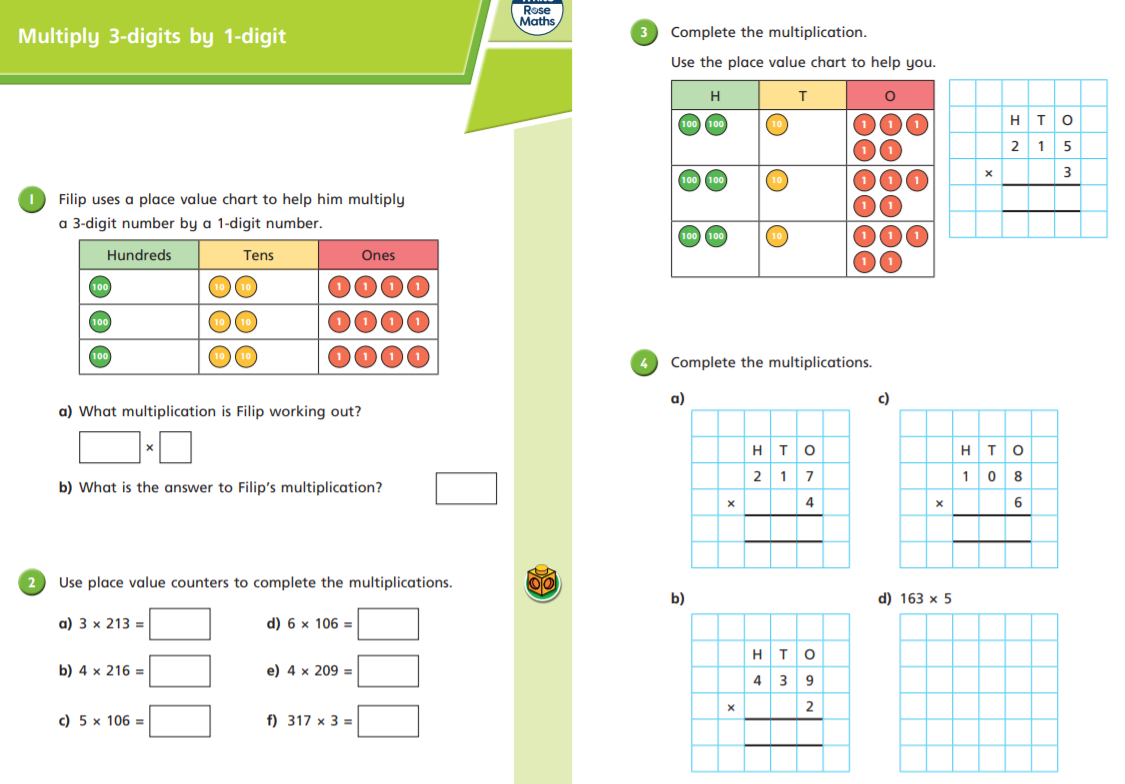 Multiply 3-digits by 1-digit
Rose
Maths
1
Filip uses a place value chart to help him multiply
a 3-digit number by a 1-digit number.
Hundreds Tens Ones
100 10 10 1 1 1 1
100 10 10 1 1 1 1
100 10 10 1 1 1 1
a) What multiplication is Filip working out?
×
b) What is the answer to Filip's multiplication?
2
Use place value counters to complete the multiplications.
a) 3 × 213 =
d) 6 × 106 =
b) 4 × 216 =
e) 4 × 209 =
c) 5 × 106 =
f) 317 × 3 =
3
Complete the multiplication.
Use the place value chart to help you.
H T O
100 100 10 1 1 1
1 1
100 100 10 1 1 1
1 1
100 100 10 1 1 1
1 1
H T O
2 1 5
× 3
4
Complete the multiplications.
a)
H T O
2 1 7
× 4
c)
H T O
1 0 8
× 6
b)
H T O
4 3 9
× 2
d) 163 × 5